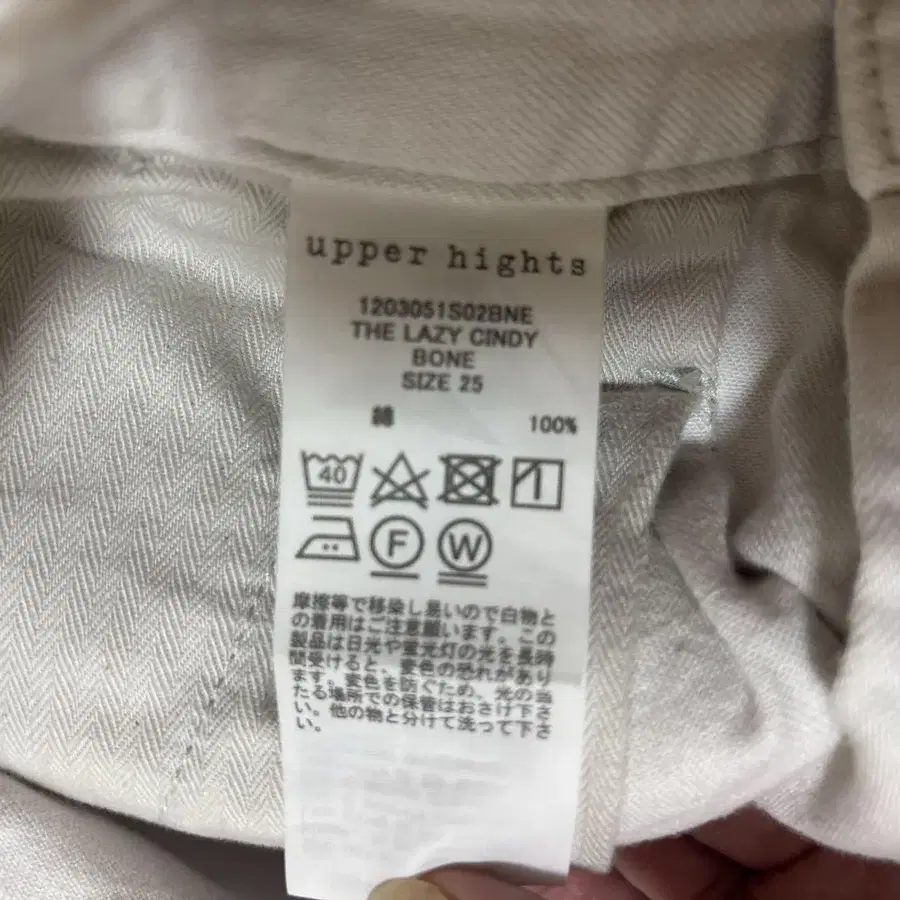 upper hights
1203051S02BNE
THE LAZY CINDY
BONE
SIZE 25
綿 100%
40
F W
摩擦等で移染し易いので白物と
の着用はご注意願います。この
製品は日光や蛍光灯の光を長時
間受けると、変色の恐れがあり
ます。変色を防ぐため、光の当
たる場所での保管はおさけ下さ
い。他の物と分けて洗って下さ
い。